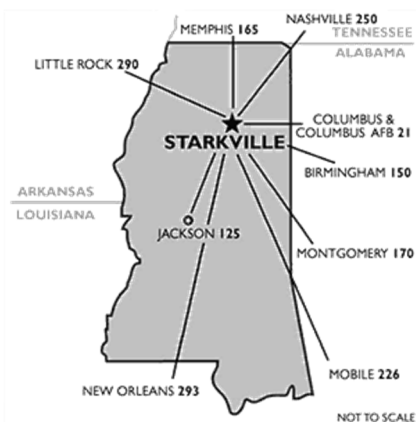 NASHVILLE 250
MEMPHIS 165
TENNESSEE
ALABAMA
LITTLE ROCK 290
COLUMBUS &
COLUMBUS AFB 21
STARKVILLE
BIRMINGHAM 150
ARKANSAS
LOUISIANA
JACKSON 125
MONTGOMERY 170
MOBILE 226
NEW ORLEANS 293
NOT TO SCALE